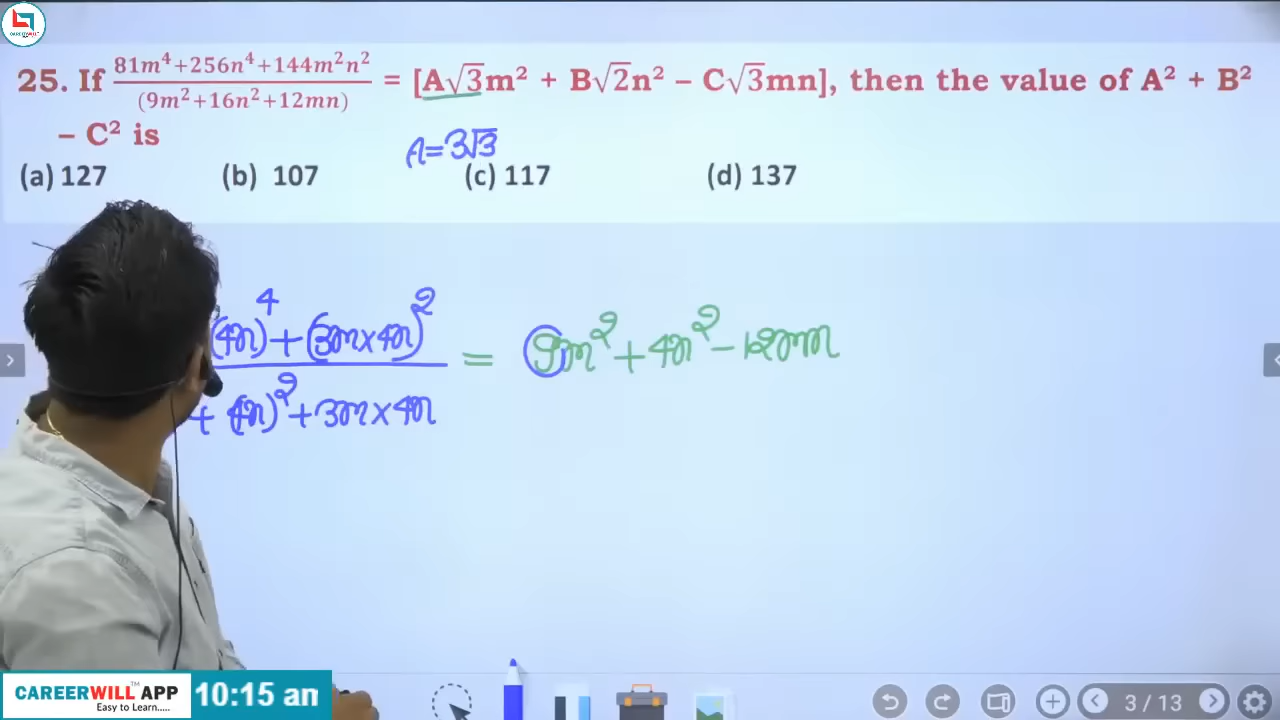 CAREERWILL
25. If 81m⁴+256n⁴+144m²n² / (9m²+16n²+12mn) = [A√3m² + B√2n² – C√3mn], then the value of A² + B²
– C² is
A=3√3
(a) 127 (b) 107 (c) 117 (d) 137
(4n)⁴+(3m×4n)² = 9m²+4n²-12mn
+ (4n)²+3m×4n
CAREERWILL™ APP
Easy to Learn.....
10:15 an
3 / 13